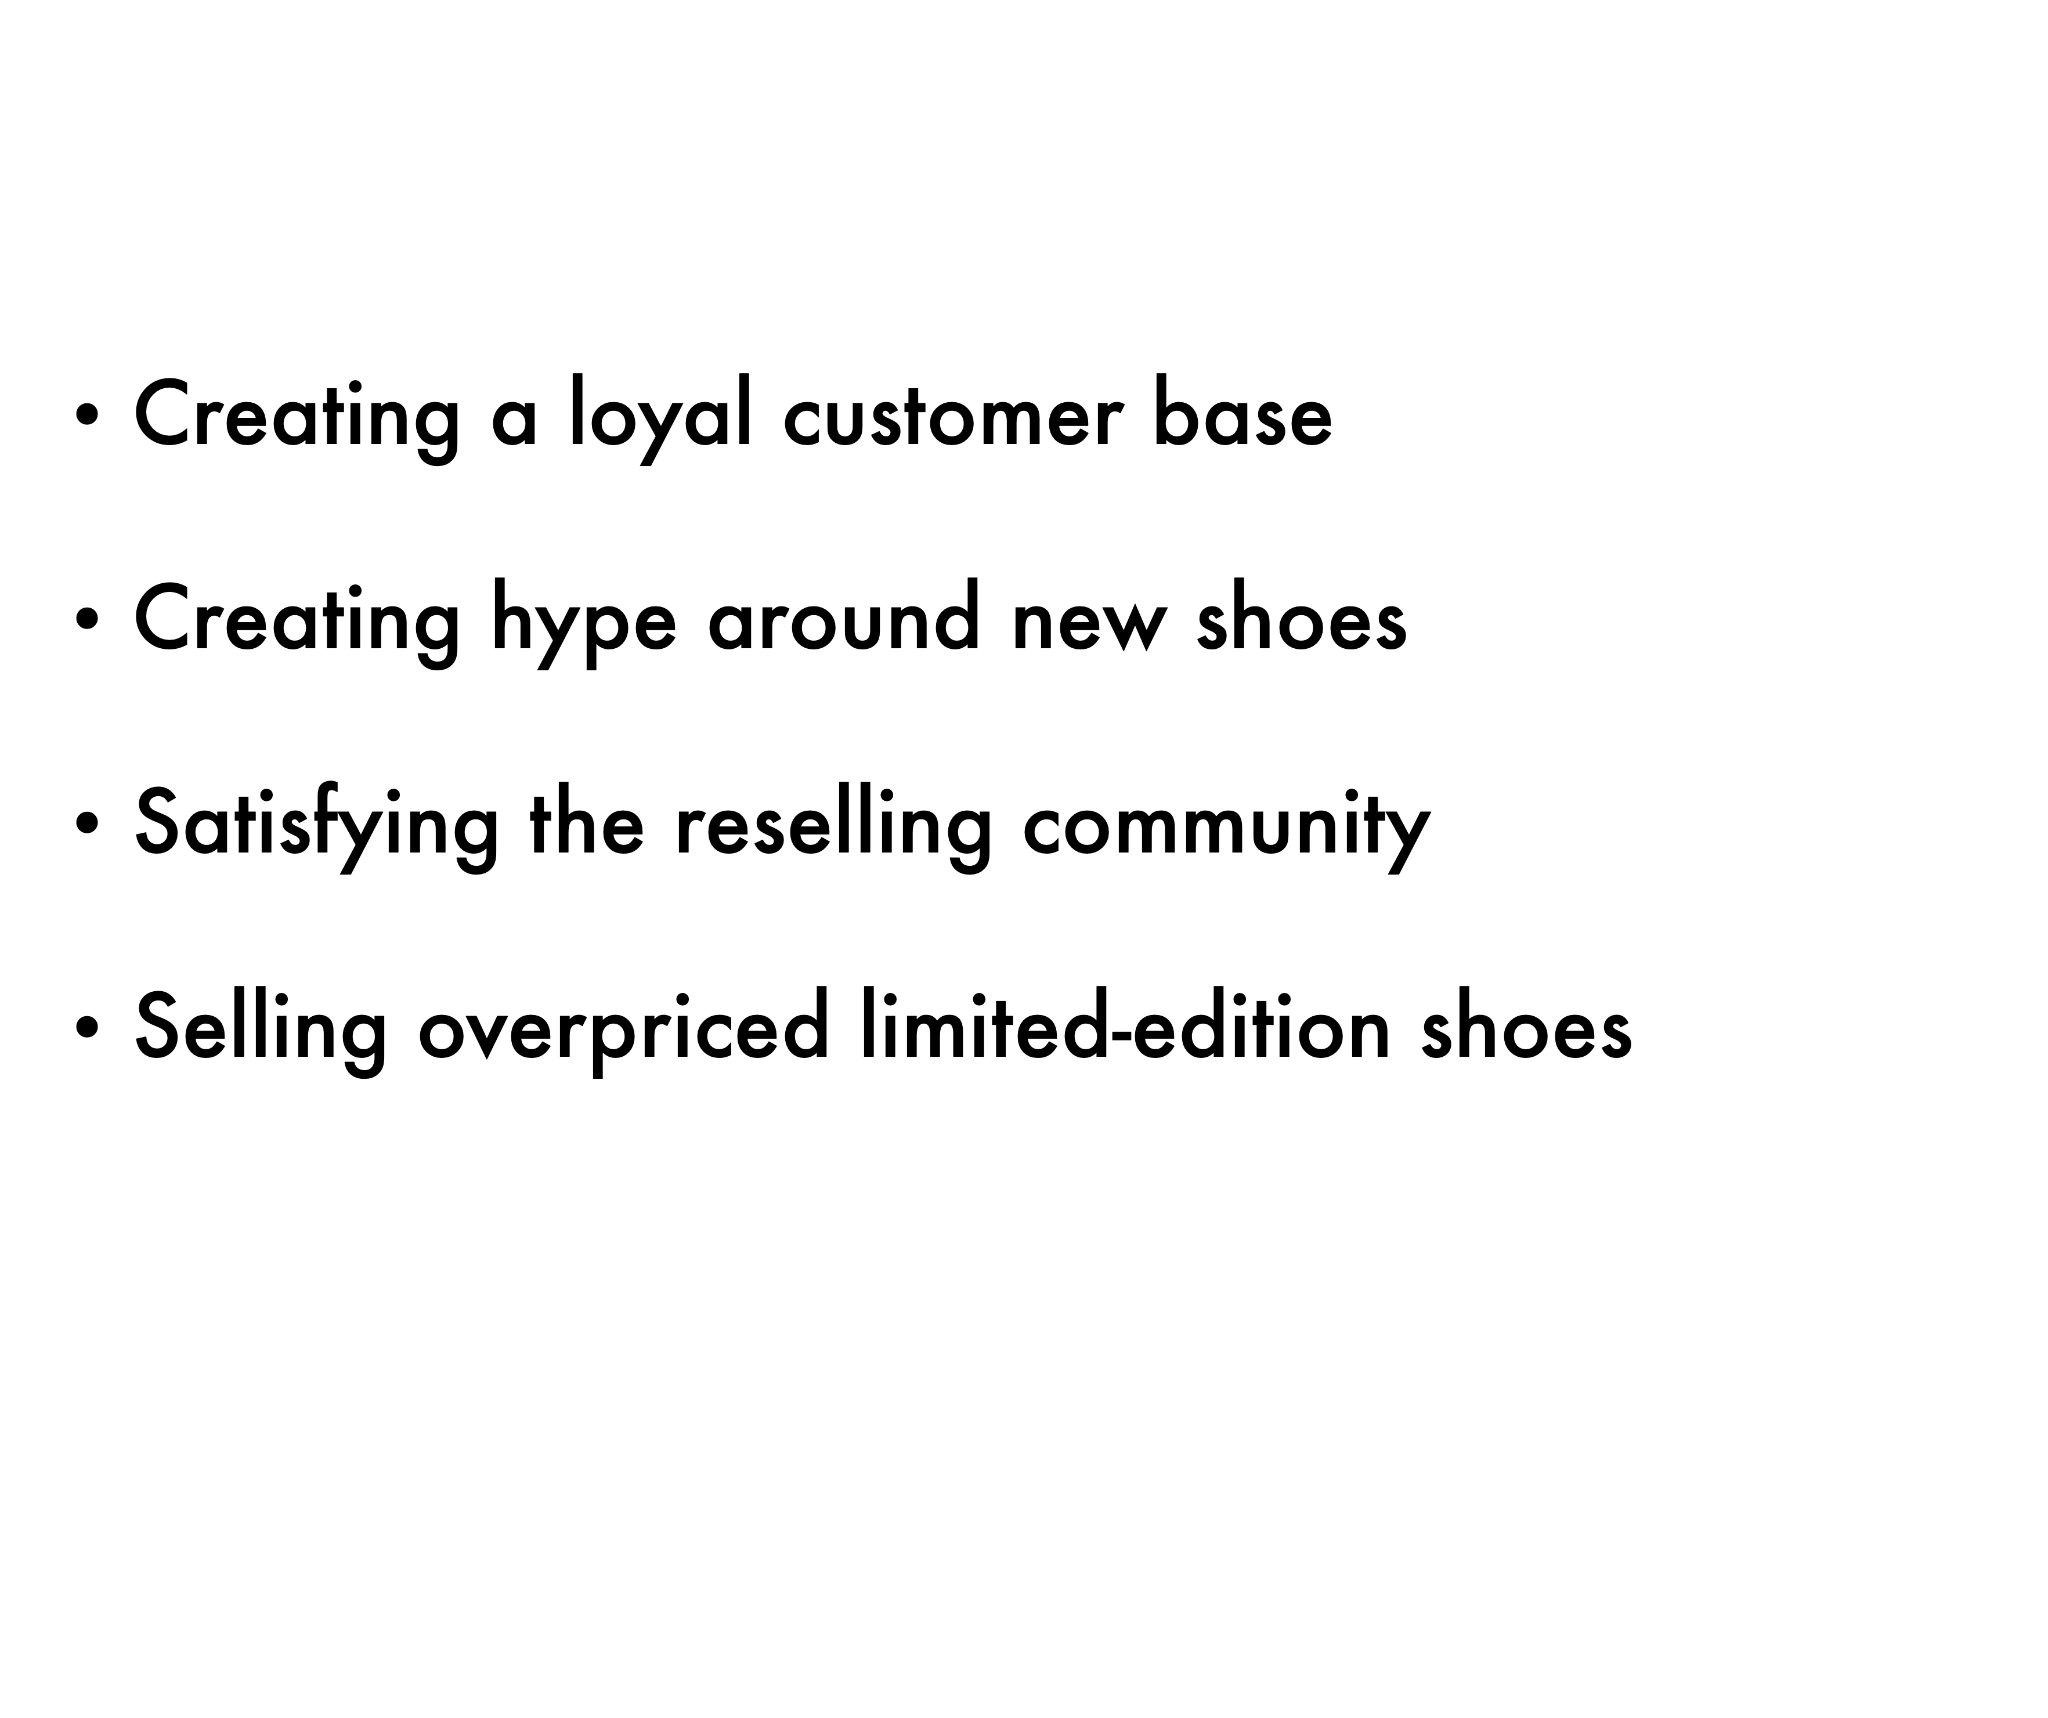 • Creating a loyal customer base
• Creating hype around new shoes
• Satisfying the reselling community
• Selling overpriced limited-edition shoes